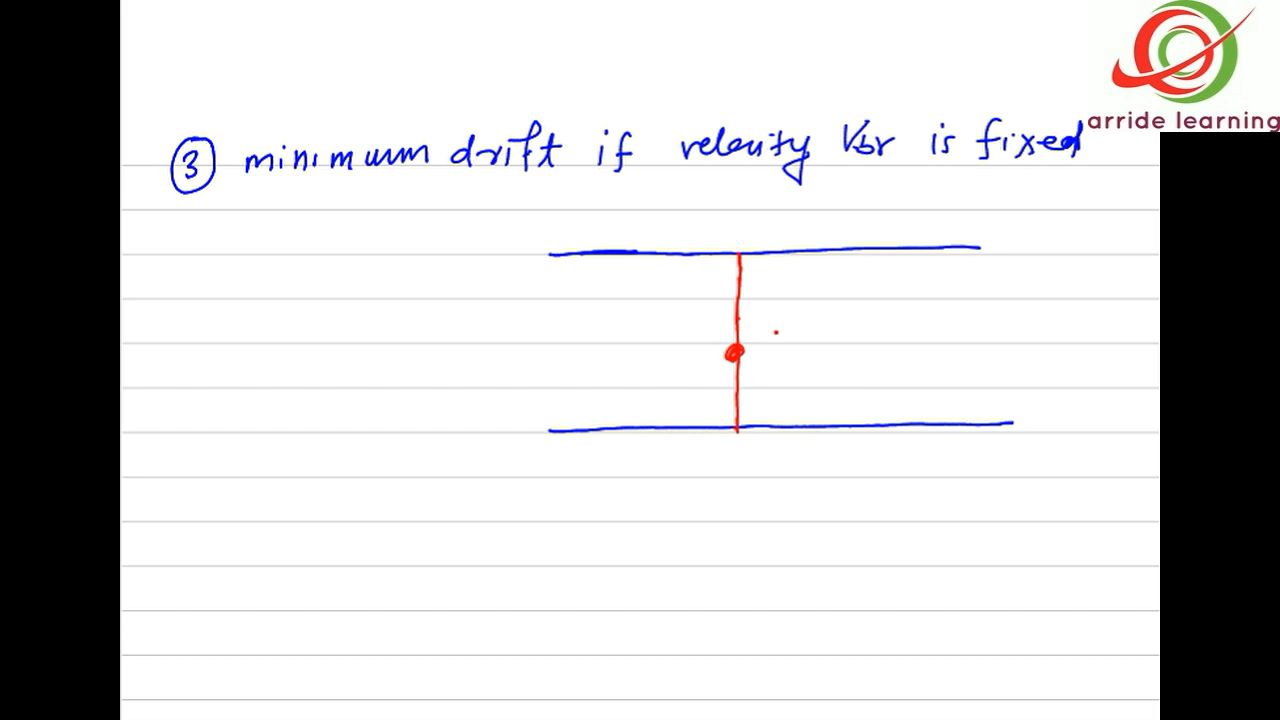 arride learning
③ minimum drift if velocity Vbr is fixed